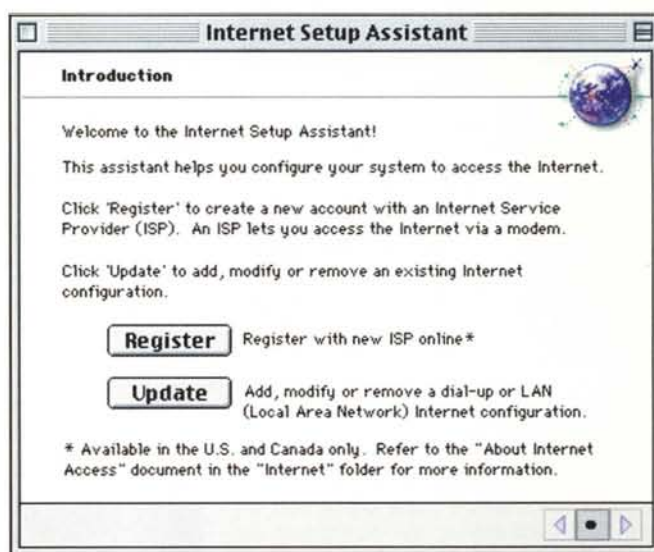 Internet Setup Assistant
Introduction
Welcome to the Internet Setup Assistant!
This assistant helps you configure your system to access the Internet.
Click 'Register' to create a new account with an Internet Service
Provider (ISP). An ISP lets you access the Internet via a modem.
Click 'Update' to add, modify or remove an existing Internet
configuration.
Register Register with new ISP online*
Update Add, modify or remove a dial-up or LAN
(Local Area Network) Internet configuration.
* Available in the U.S. and Canada only. Refer to the "About Internet
Access" document in the "Internet" folder for more information.